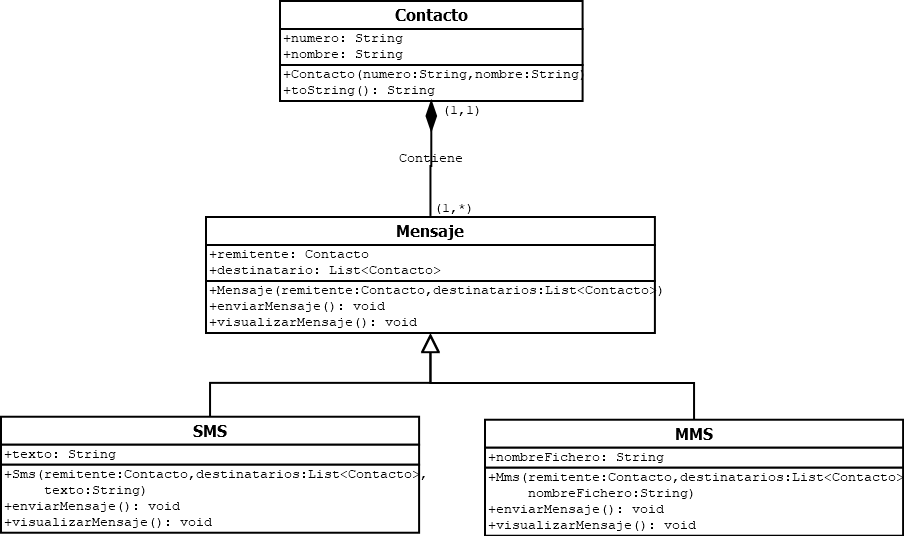 Contacto
+numero: String
+nombre: String
+Contacto(numero:String,nombre:String)
+toString(): String
(1,1)
Contiene
(1,*)
Mensaje
+remitente: Contacto
+destinatario: List<Contacto>
+Mensaje(remitente:Contacto,destinatarios:List<Contacto>)
+enviarMensaje(): void
+visualizarMensaje(): void
SMS
+texto: String
+Sms(remitente:Contacto,destinatarios:List<Contacto>,
texto:String)
+enviarMensaje(): void
+visualizarMensaje(): void
MMS
+nombreFichero: String
+Mms(remitente:Contacto,destinatarios:List<Contacto>
nombreFichero:String)
+enviarMensaje(): void
+visualizarMensaje(): void